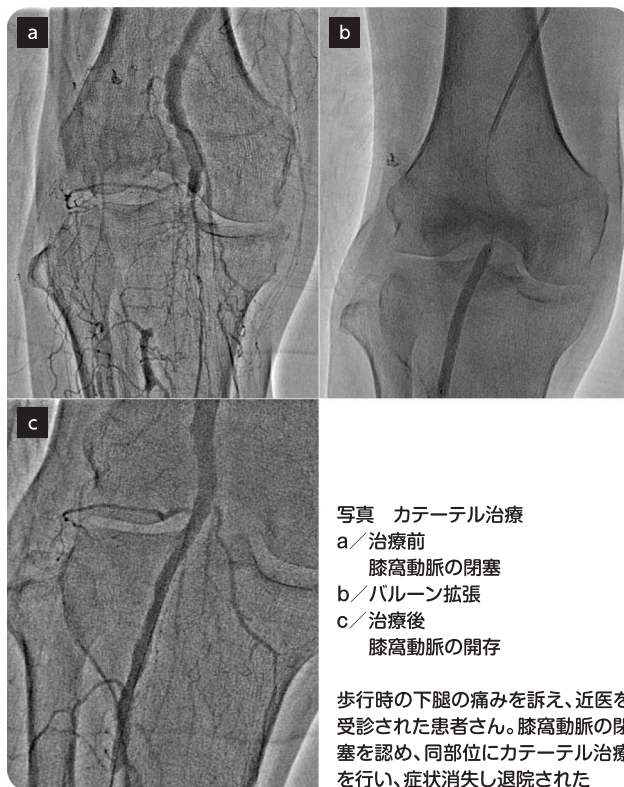 a
b
c
写真 カテーテル治療
a／治療前
膝窩動脈の閉塞
b／バルーン拡張
c／治療後
膝窩動脈の開存
歩行時の下腿の痛みを訴え、近医を
受診された患者さん。膝窩動脈の閉
塞を認め、同部位にカテーテル治療
を行い、症状消失し退院された